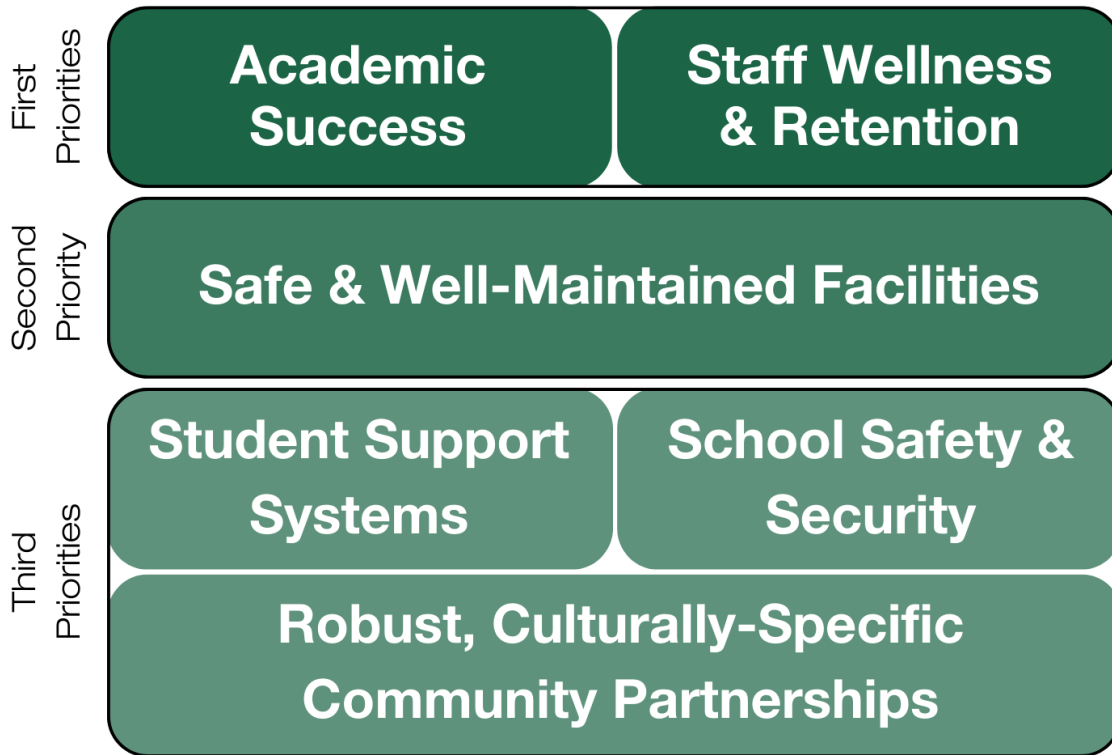 First
Priorities
Academic
Success
Staff Wellness
& Retention
Second
Priority
Safe & Well-Maintained Facilities
Third
Priorities
Student Support
Systems
School Safety &
Security
Robust, Culturally-Specific
Community Partnerships